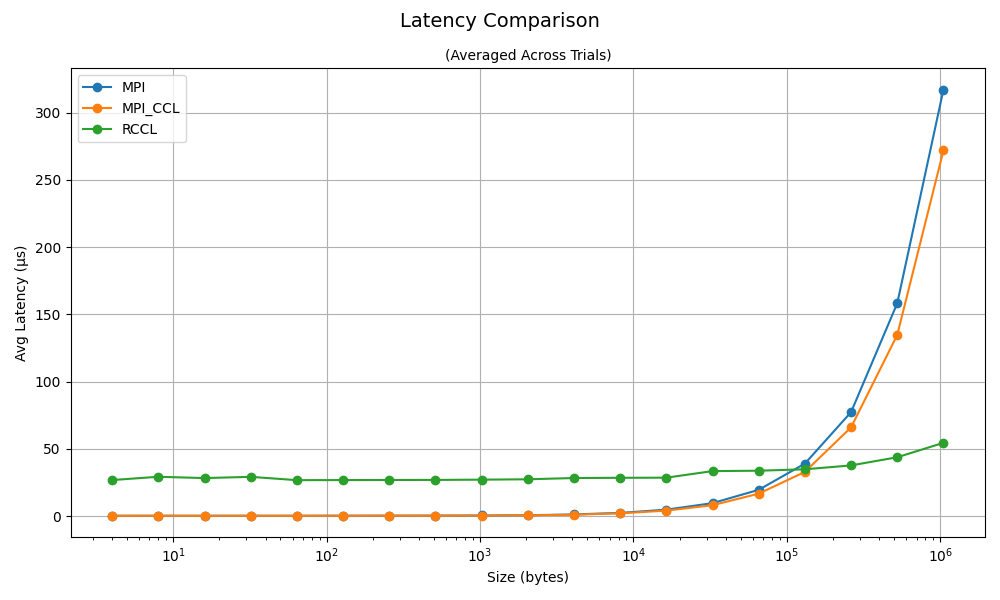 Latency Comparison
(Averaged Across Trials)
MPI
MPI_CCL
RCCL
Avg Latency (μs)
300
250
200
150
100
50
0
10¹ 10² 10³ 10⁴ 10⁵ 10⁶
Size (bytes)